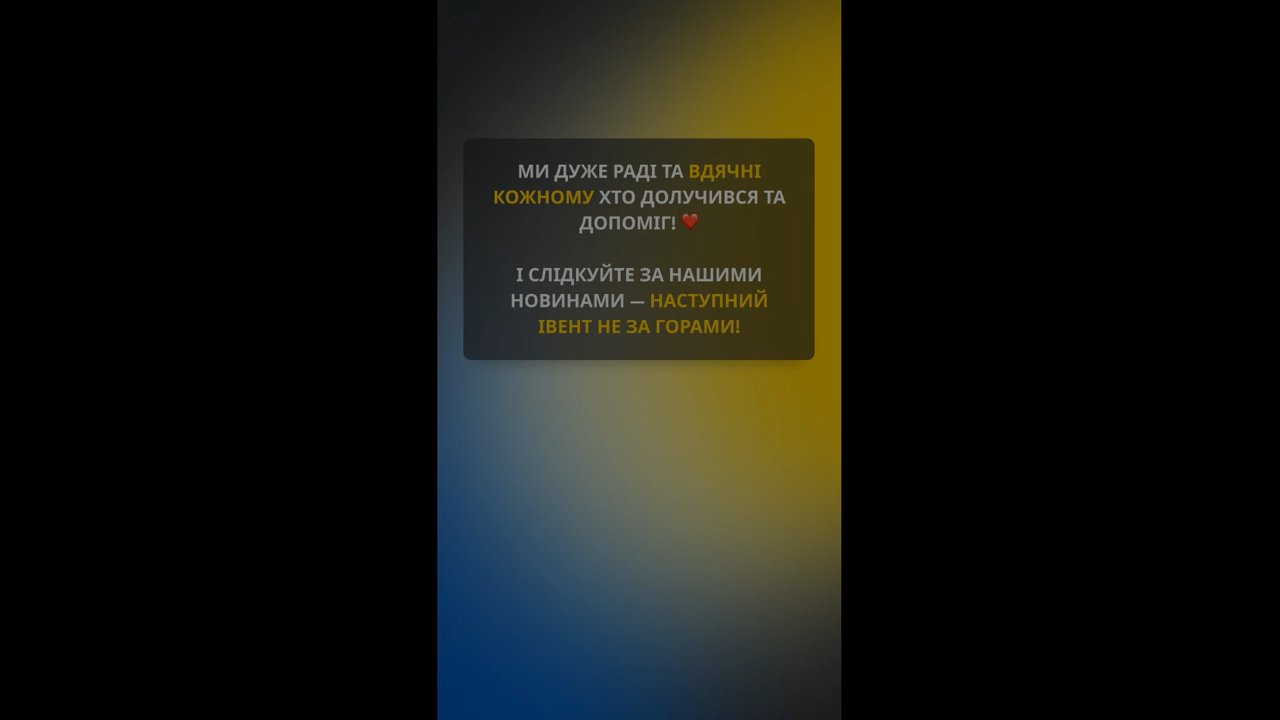 МИ ДУЖЕ РАДІ ТА ВДЯЧНІ
КОЖНОМУ ХТО ДОЛУЧИВСЯ ТА
ДОПОМІГ! ❤️
І СЛІДКУЙТЕ ЗА НАШИМИ
НОВИНАМИ — НАСТУПНИЙ
ІВЕНТ НЕ ЗА ГОРАМИ!